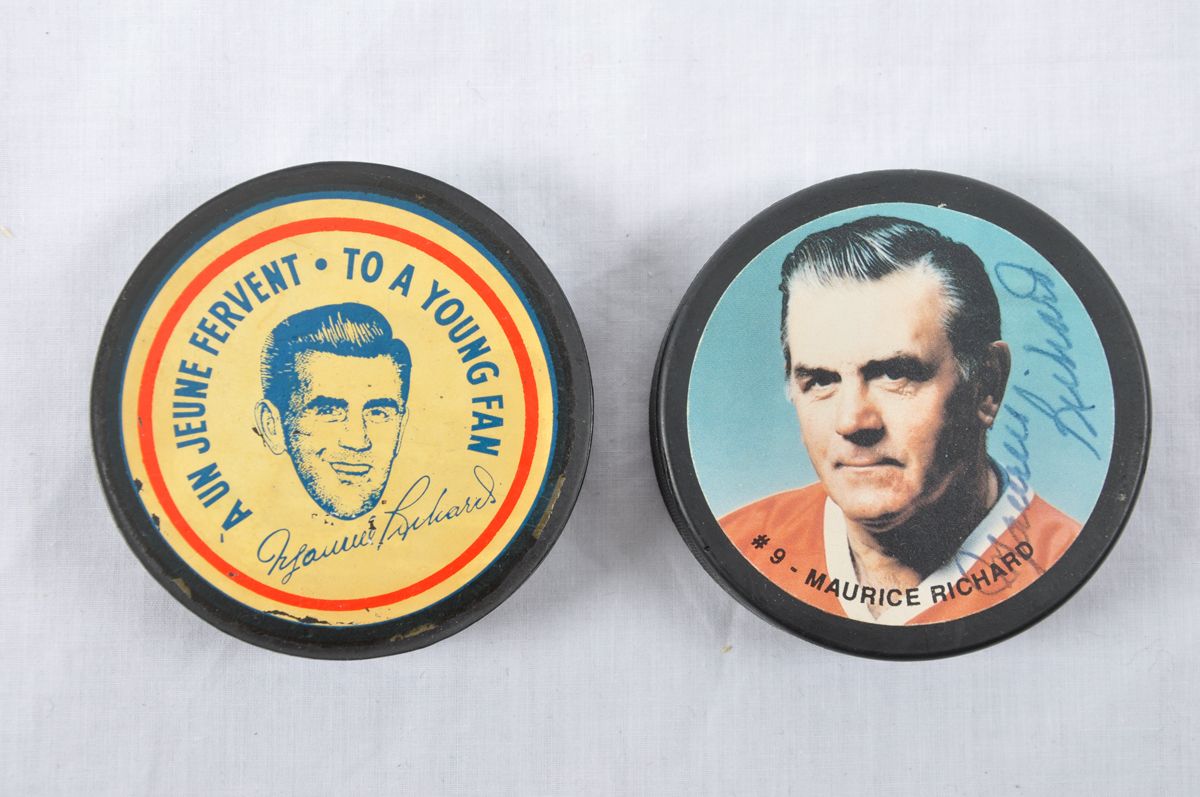 A UN JEUNE FERVENT • TO A YOUNG FAN
Maurice Richard
Maurice Richard
# 9 - MAURICE RICHARD